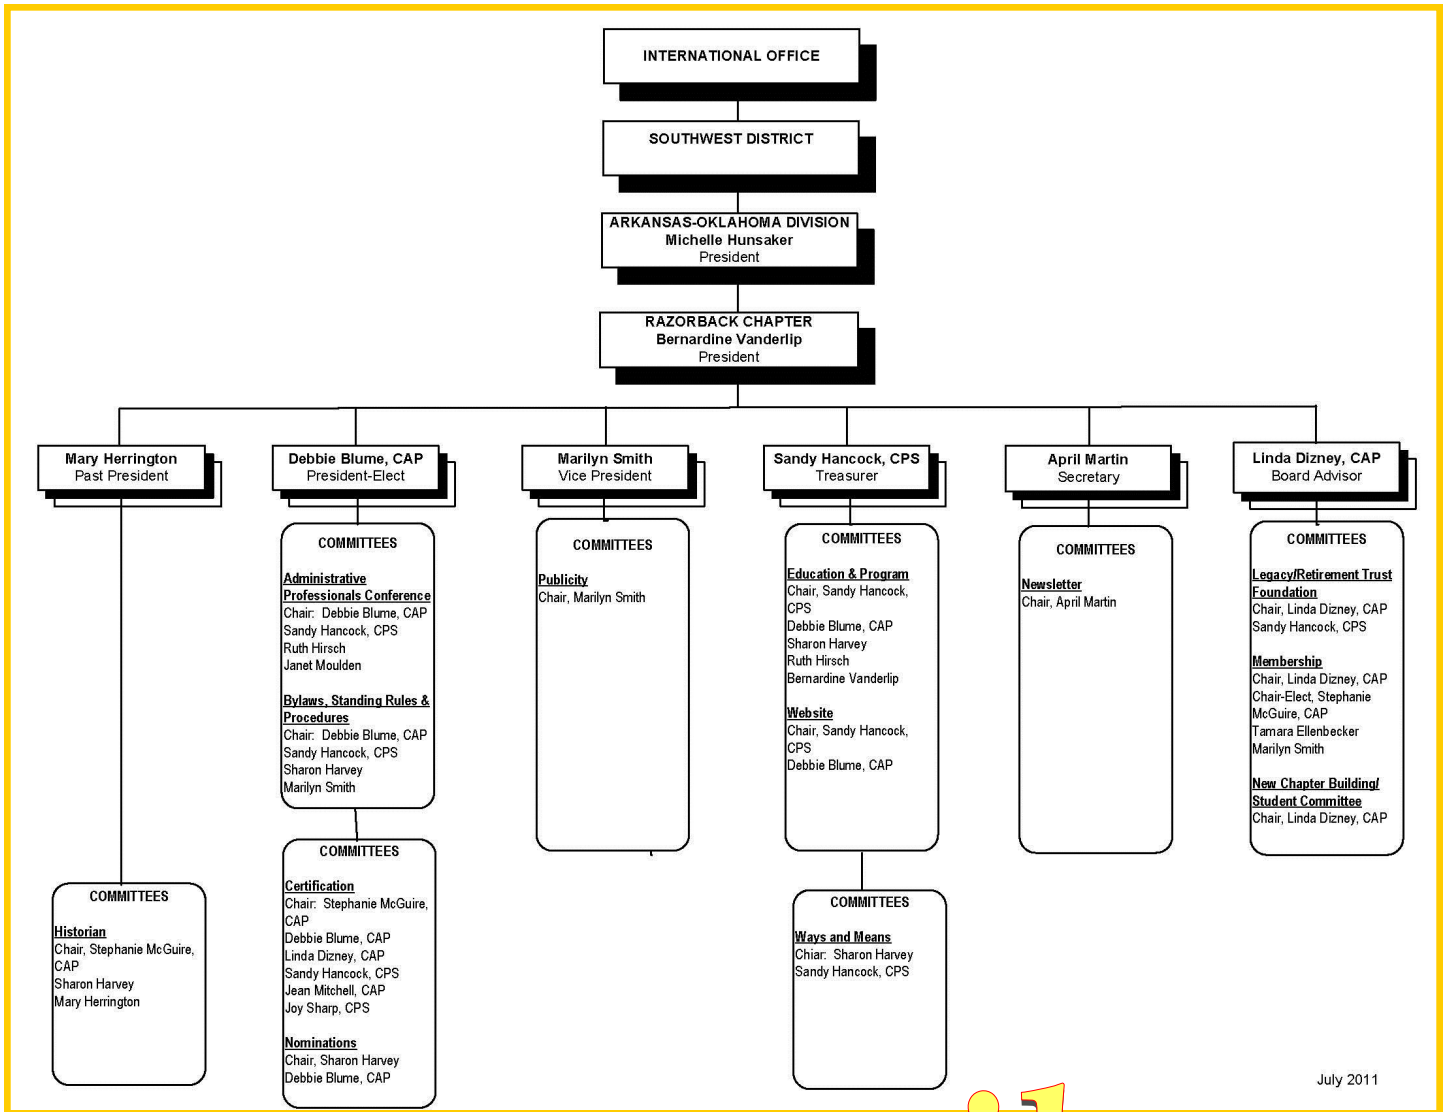 INTERNATIONAL OFFICE
SOUTHWEST DISTRICT
ARKANSAS-OKLAHOMA DIVISION
Michelle Hunsaker
President
RAZORBACK CHAPTER
Bernardine Vanderlip
President
Mary Herrington
Past President
Debbie Blume, CAP
President-Elect
Marilyn Smith
Vice President
Sandy Hancock, CPS
Treasurer
April Martin
Secretary
Linda Dizney, CAP
Board Advisor
COMMITTEES
Historian
Chair, Stephanie McGuire,
CAP
Sharon Harvey
Mary Herrington
COMMITTEES
Administrative
Professionals Conference
Chair:  Debbie Blume, CAP
Sandy Hancock, CPS
Ruth Hirsch
Janet Moulden
Bylaws, Standing Rules &
Procedures
Chair:  Debbie Blume, CAP
Sandy Hancock, CPS
Sharon Harvey
Marilyn Smith
COMMITTEES
Certification
Chair:  Stephanie McGuire,
CAP
Debbie Blume, CAP
Linda Dizney, CAP
Sandy Hancock, CPS
Jean Mitchell, CAP
Joy Sharp, CPS
Nominations
Chair, Sharon Harvey
Debbie Blume, CAP
COMMITTEES
Publicity
Chair, Marilyn Smith
COMMITTEES
Education & Program
Chair, Sandy Hancock,
CPS
Debbie Blume, CAP
Sharon Harvey
Ruth Hirsch
Bernardine Vanderlip
Website
Chair, Sandy Hancock,
CPS
Debbie Blume, CAP
COMMITTEES
Ways and Means
Chiar:  Sharon Harvey
Sandy Hancock, CPS
COMMITTEES
Newsletter
Chair, April Martin
COMMITTEES
Legacy/Retirement Trust
Foundation
Chair, Linda Dizney, CAP
Sandy Hancock, CPS
Membership
Chair, Linda Dizney, CAP
Chair-Elect, Stephanie
McGuire, CAP
Tamara Ellenbecker
Marilyn Smith
New Chapter Building/
Student Committee
Chair, Linda Dizney, CAP
July 2011